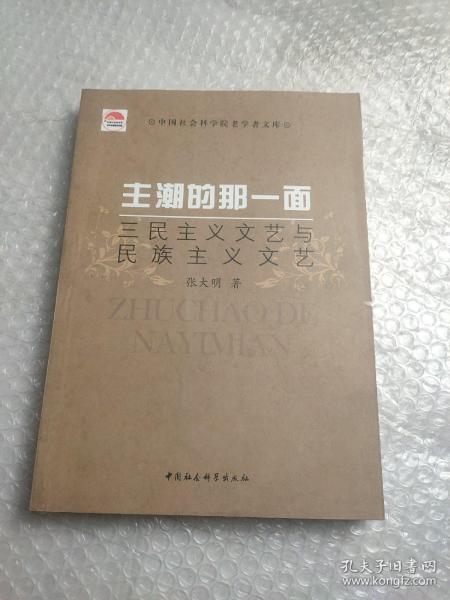 中国社会科学院老学者文库
主潮的那一面
三民主义文艺与
民族主义文艺
张大明 著
ZHUCHAO DE
NAYIMIAN
中国社会科学出版社
孔夫子旧书网
www.kongfz.com